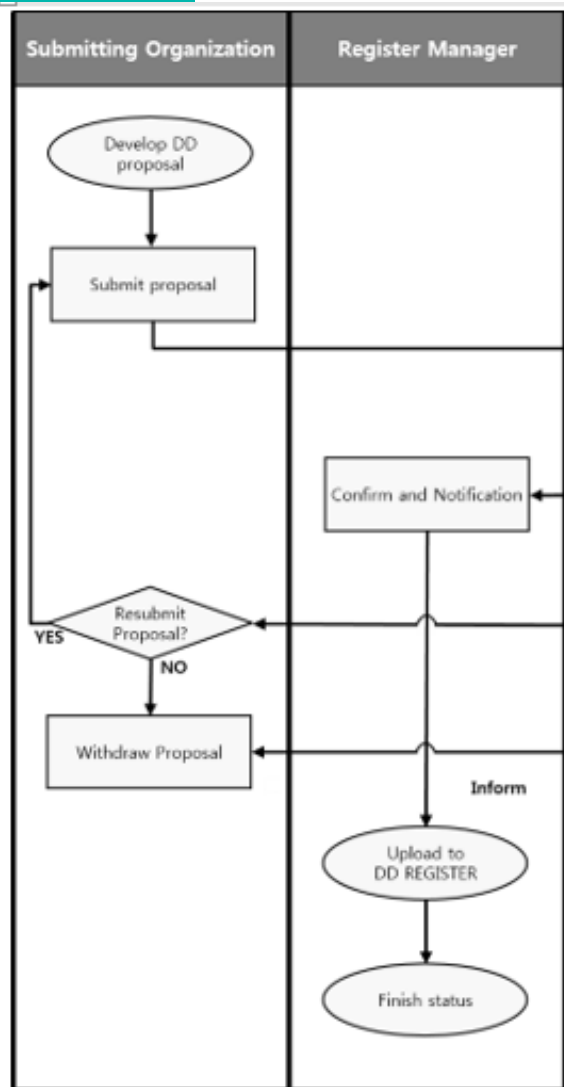 Submitting Organization
Register Manager
Develop DD
proposal
Submit proposal
Confirm and Notification
Resubmit
Proposal?
YES
NO
Withdraw Proposal
Inform
Upload to
DD REGISTER
Finish status